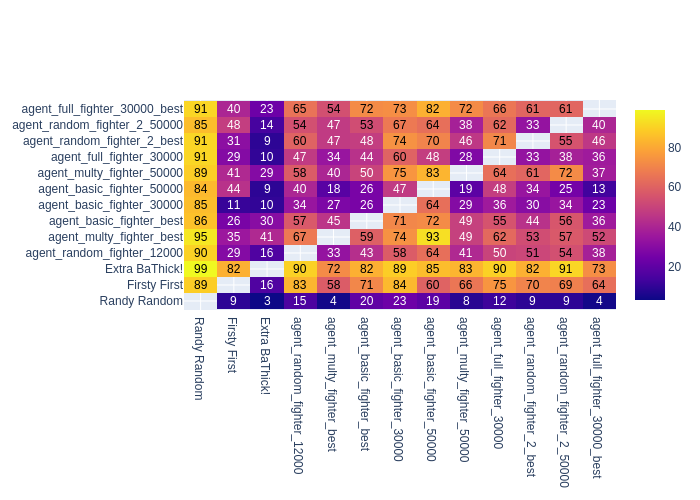 agent_full_fighter_30000_best 91 40 23 65 54 72 73 82 72 66 61 61
agent_random_fighter_2_50000 85 48 14 54 47 53 67 64 38 62 33 40
agent_random_fighter_2_best 91 31 9 60 47 48 74 70 46 71 55 46
agent_full_fighter_30000 91 29 10 47 34 44 60 48 28 33 38 36
agent_multy_fighter_50000 89 41 29 58 40 50 75 83 64 61 72 37
agent_basic_fighter_50000 84 44 9 40 18 26 47 19 48 34 25 13
agent_basic_fighter_30000 85 11 10 34 27 26 64 29 36 30 34 23
agent_basic_fighter_best 86 26 30 57 45 71 72 49 55 44 56 36
agent_multy_fighter_best 95 35 41 67 59 74 93 49 62 53 57 52
agent_random_fighter_12000 90 29 16 33 43 58 64 41 50 51 54 38
Extra BaThick! 99 82 90 72 82 89 85 83 90 82 91 73
Firsty First 89 16 83 58 71 84 60 66 75 70 69 64
Randy Random 9 3 15 4 20 23 19 8 12 9 9 4
Randy Random
Firsty First
Extra BaThick!
agent_random_fighter_12000
agent_multy_fighter_best
agent_basic_fighter_best
agent_basic_fighter_30000
agent_basic_fighter_50000
agent_multy_fighter_50000
agent_full_fighter_30000
agent_random_fighter_2_best
agent_random_fighter_2_50000
agent_full_fighter_30000_best
80
60
40
20